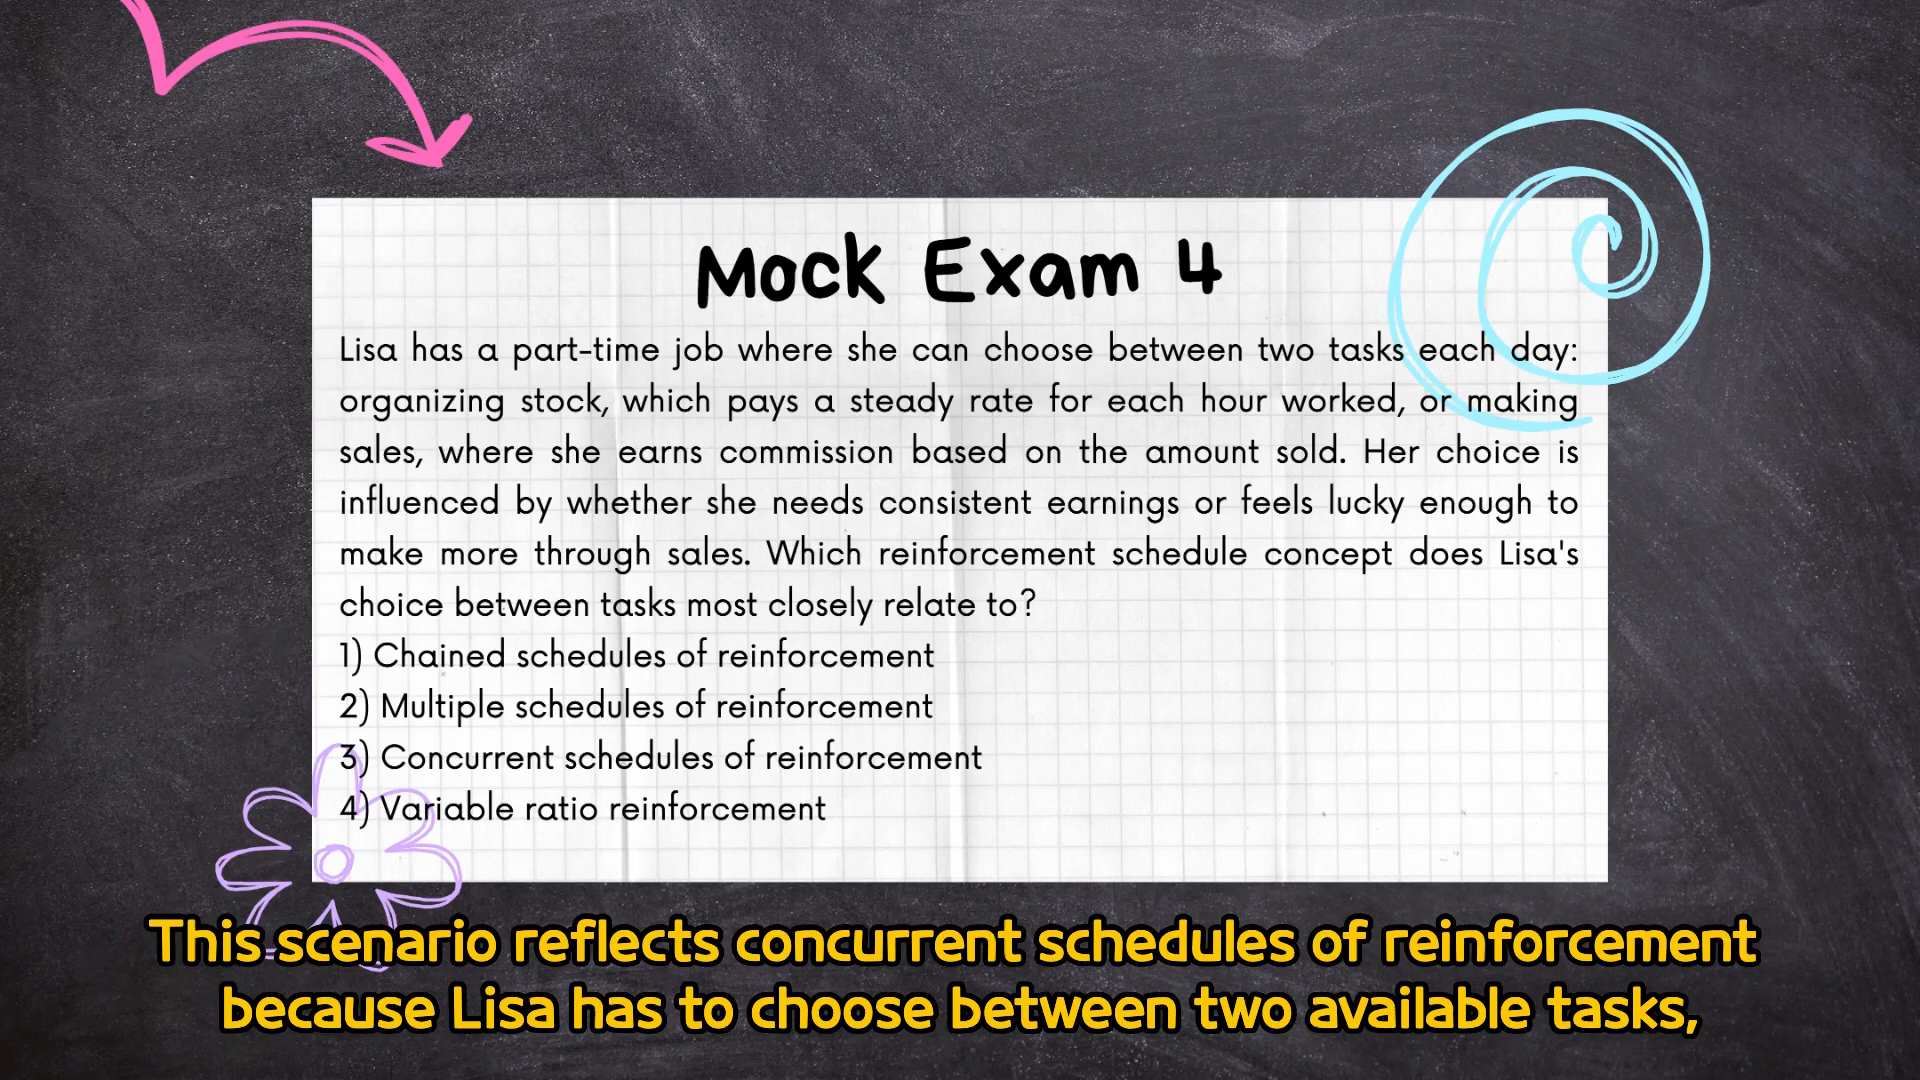 Mock Exam 4
Lisa has a part-time job where she can choose between two tasks each day:
organizing stock, which pays a steady rate for each hour worked, or making
sales, where she earns commission based on the amount sold. Her choice is
influenced by whether she needs consistent earnings or feels lucky enough to
make more through sales. Which reinforcement schedule concept does Lisa's
choice between tasks most closely relate to?
1) Chained schedules of reinforcement
2) Multiple schedules of reinforcement
3) Concurrent schedules of reinforcement
4) Variable ratio reinforcement
This scenario reflects concurrent schedules of reinforcement
because Lisa has to choose between two available tasks,